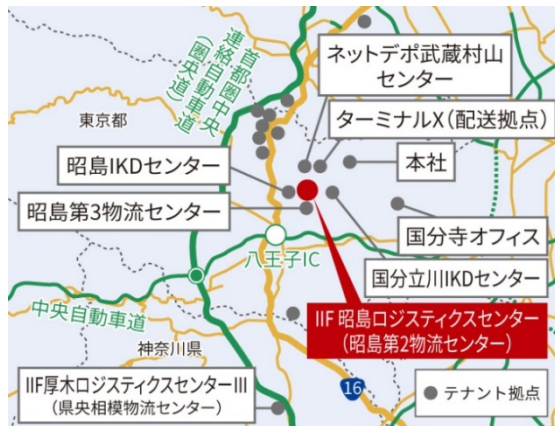 首都圏中央
連絡自動車道
(圏央道)
ネットデポ武蔵村山
センター
東京都
ターミナルX(配送拠点)
昭島IKDセンター
本社
昭島第3物流センター
国分寺オフィス
八王子IC
国分立川IKDセンター
中央自動車道
IIF 昭島ロジスティクスセンター
(昭島第2物流センター)
神奈川県
IIF厚木ロジスティクスセンターIII
(県央相模物流センター)
16
テナント拠点